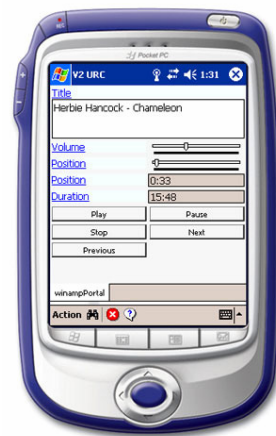 Pocket PC
V2 URC 1:31
Title
Herbie Hancock - Chameleon
Volume
Position
Position 0:33
Duration 15:48
Play Pause
Stop Next
Previous
winampPortal
Action